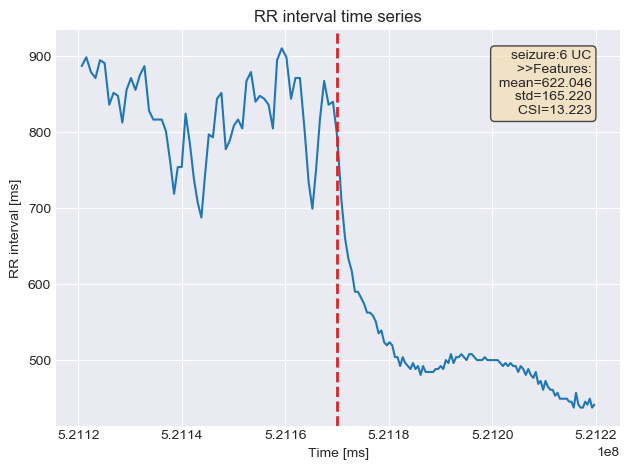 RR interval time series
seizure:6 UC
>>Features:
mean=622.046
std=165.220
CSI=13.223
RR interval [ms]
900
800
700
600
500
5.2112 5.2114 5.2116 5.2118 5.2120 5.2122
1e8
Time [ms]